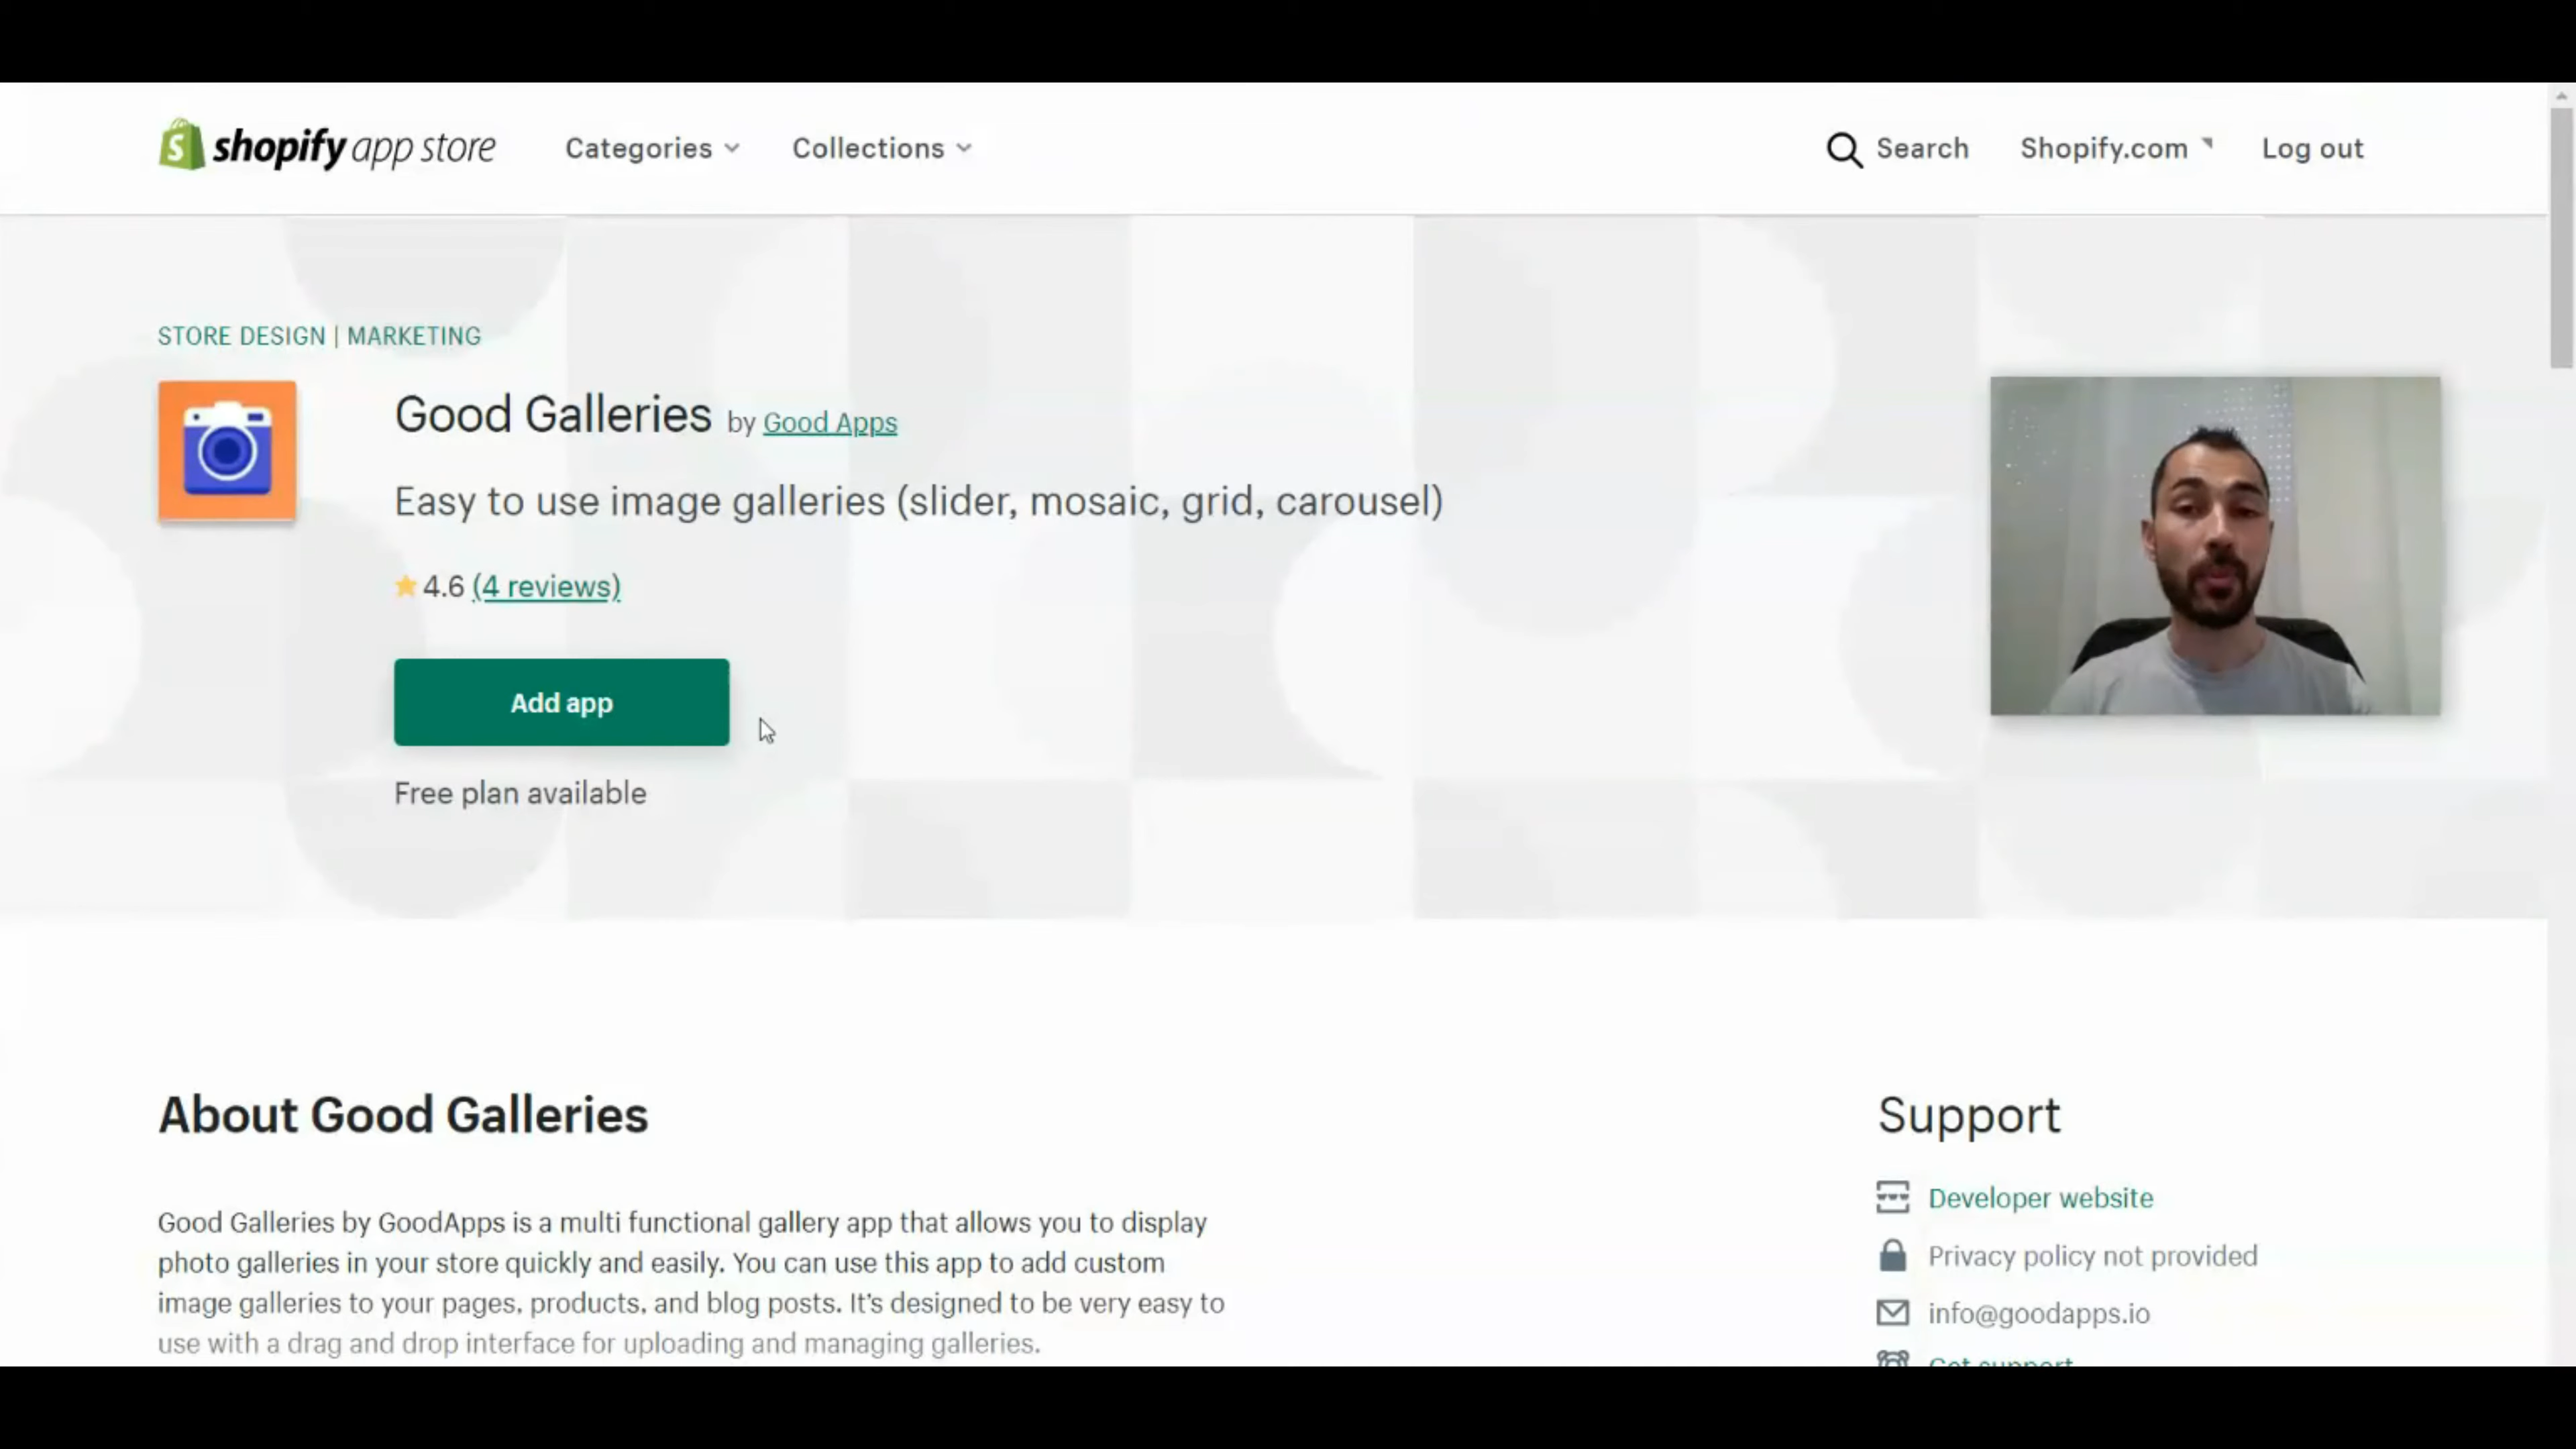 shopify app store Categories Collections Search Shopify.com Log out
STORE DESIGN | MARKETING
Good Galleries by Good Apps
Easy to use image galleries (slider, mosaic, grid, carousel)
4.6 (4 reviews)
Add app
Free plan available
About Good Galleries
Good Galleries by GoodApps is a multi functional gallery app that allows you to display
photo galleries in your store quickly and easily. You can use this app to add custom
image galleries to your pages, products, and blog posts. It's designed to be very easy to
use with a drag and drop interface for uploading and managing galleries.
Support
Developer website
Privacy policy not provided
info@goodapps.io
Get support